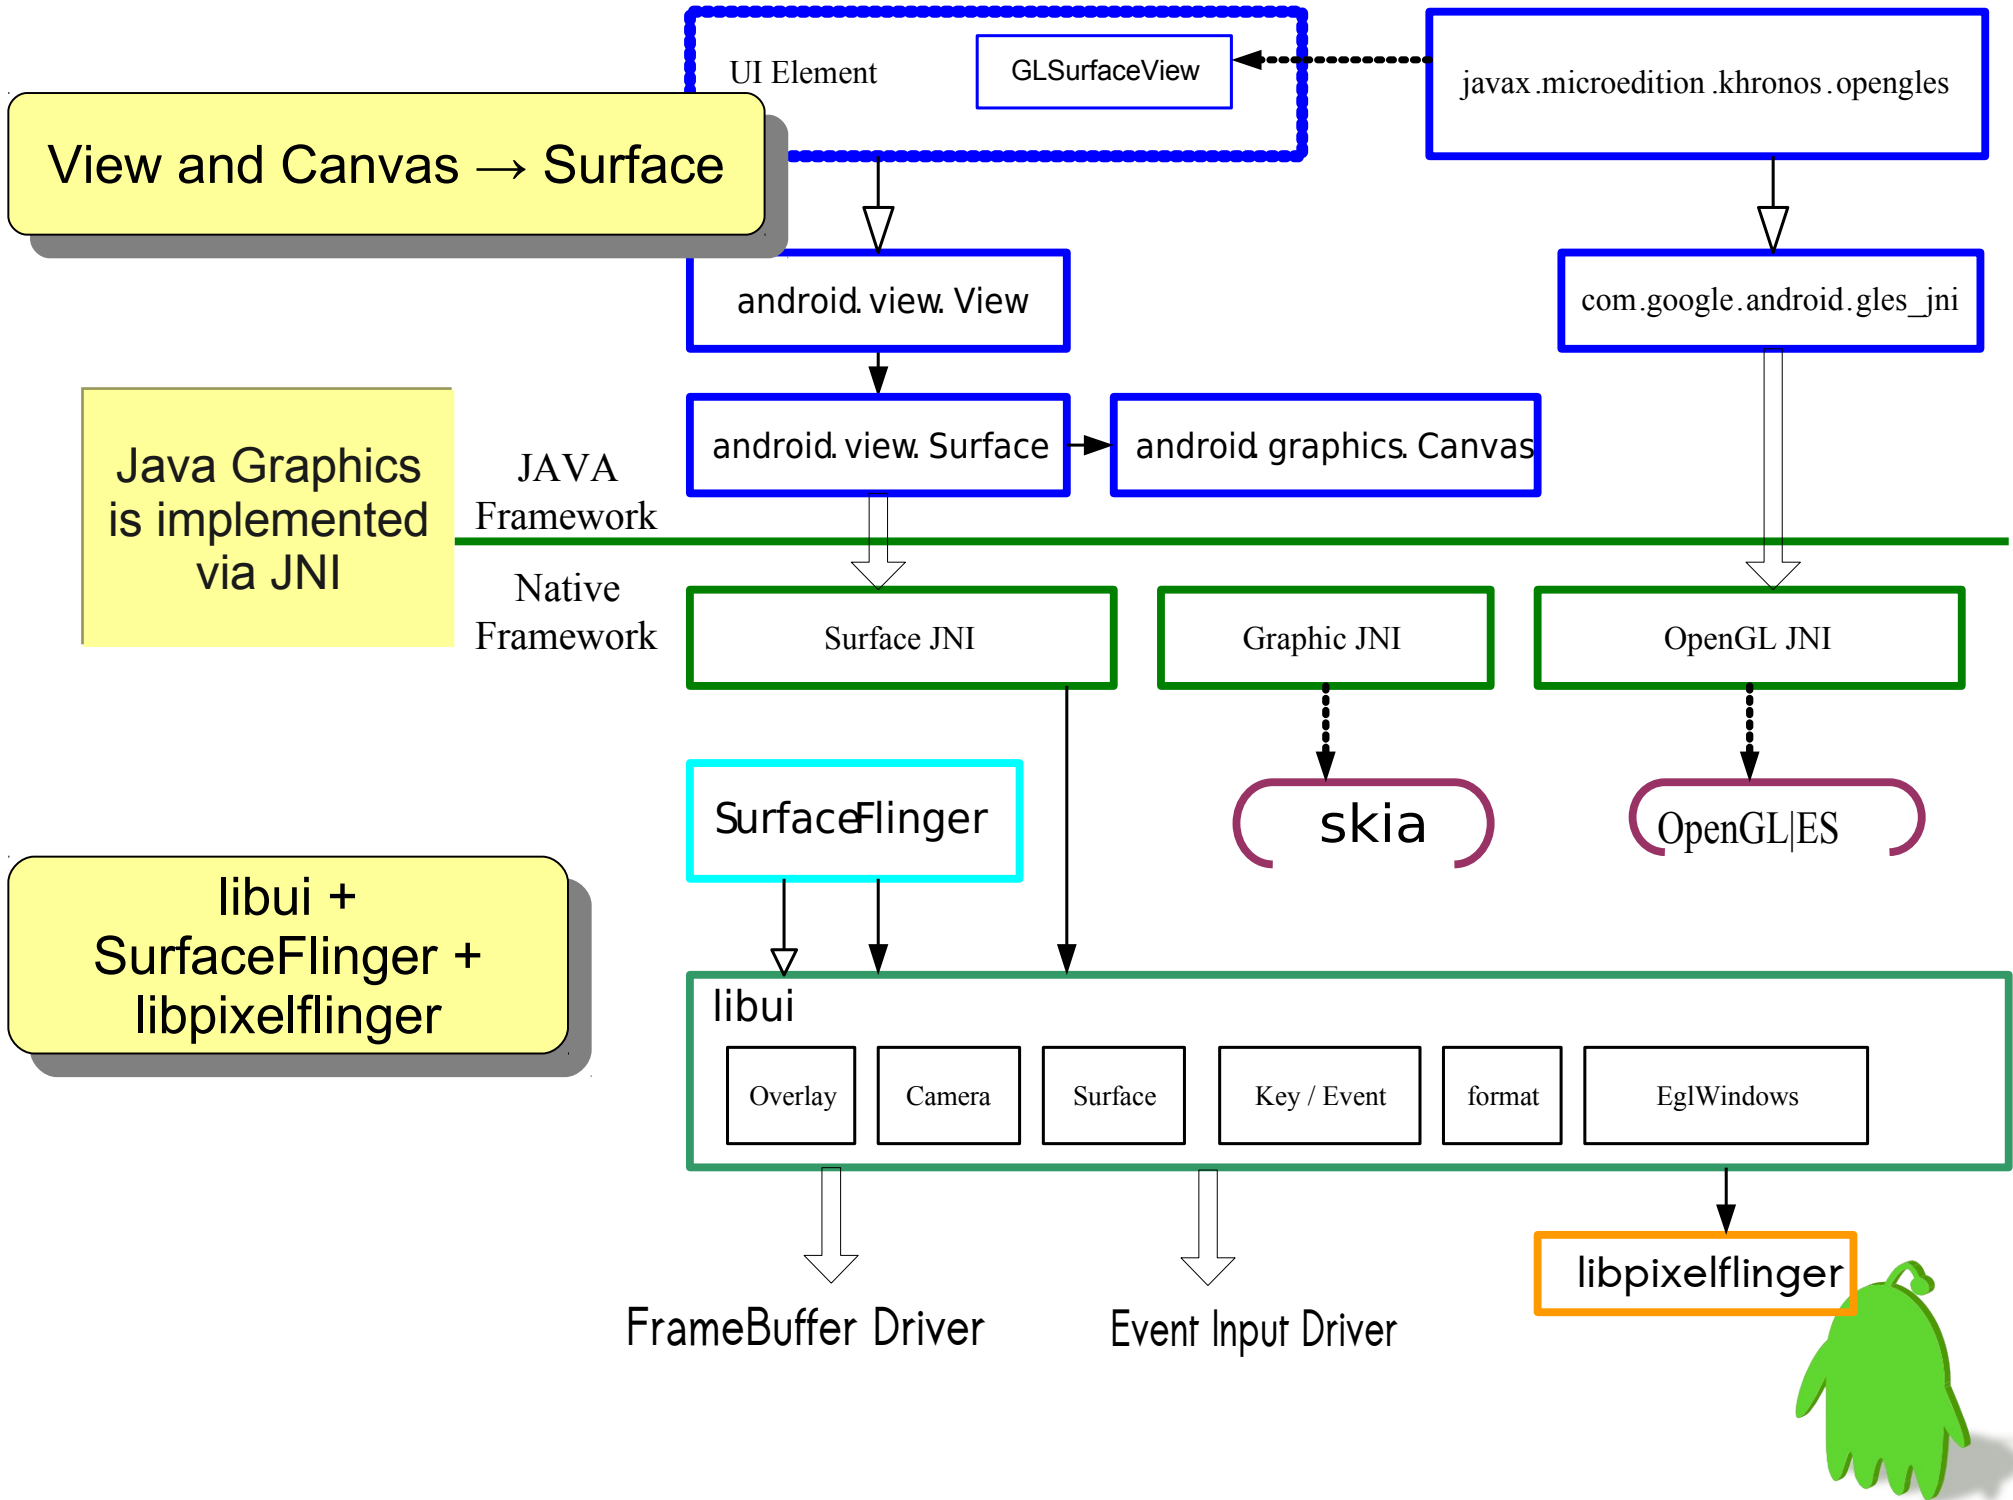 UI Element
GLSurfaceView
javax.microedition.khronos.opengles
View and Canvas → Surface
android.view.View
com.google.android.gles_jni
Java Graphics
is implemented
via JNI
JAVA
Framework
android.view.Surface
android.graphics.Canvas
Native
Framework
Surface JNI
Graphic JNI
OpenGL JNI
SurfaceFlinger
skia
OpenGL|ES
libui +
SurfaceFlinger +
libpixelflinger
libui
Overlay
Camera
Surface
Key / Event
format
EglWindows
libpixelflinger
FrameBuffer Driver
Event Input Driver